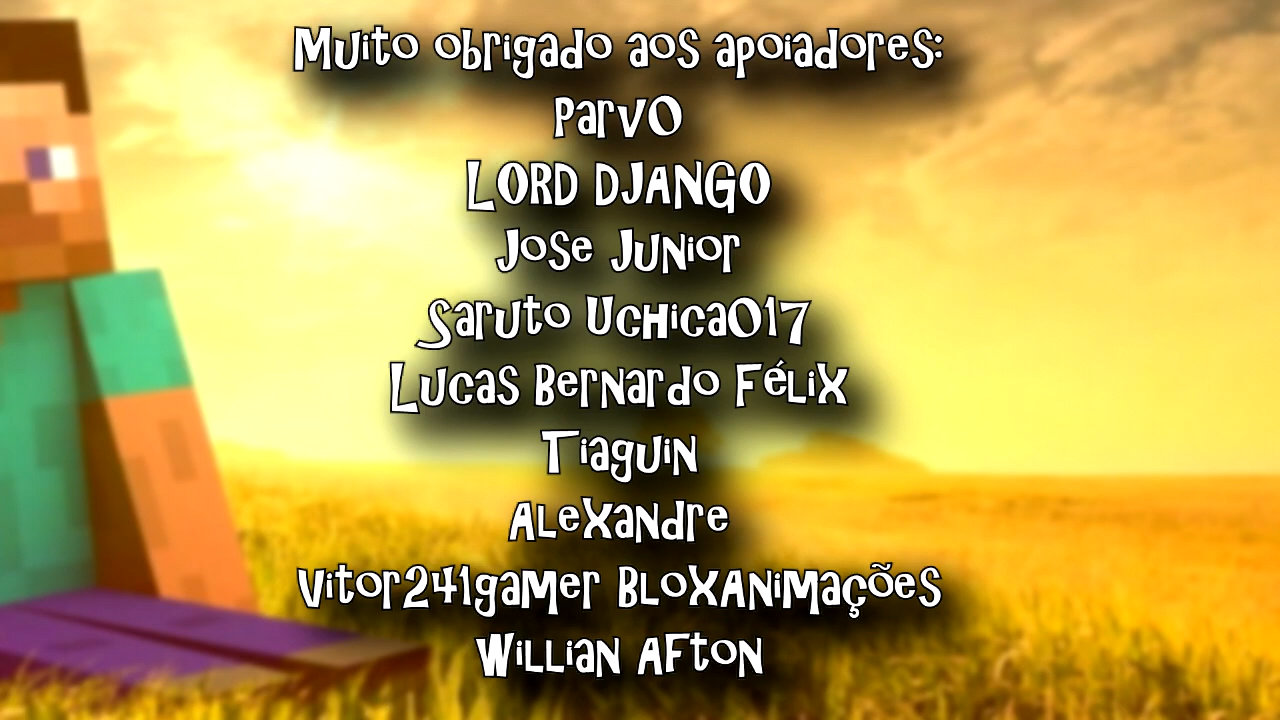 Muito obrigado aos apoiadores:
ParvO
LORD DJANGO
Jose Junior
Saruto Uchica017
Lucas Bernardo Félix
Tiaguin
Alexandre
Vitor241gamer BloxAnimações
Willian Afton